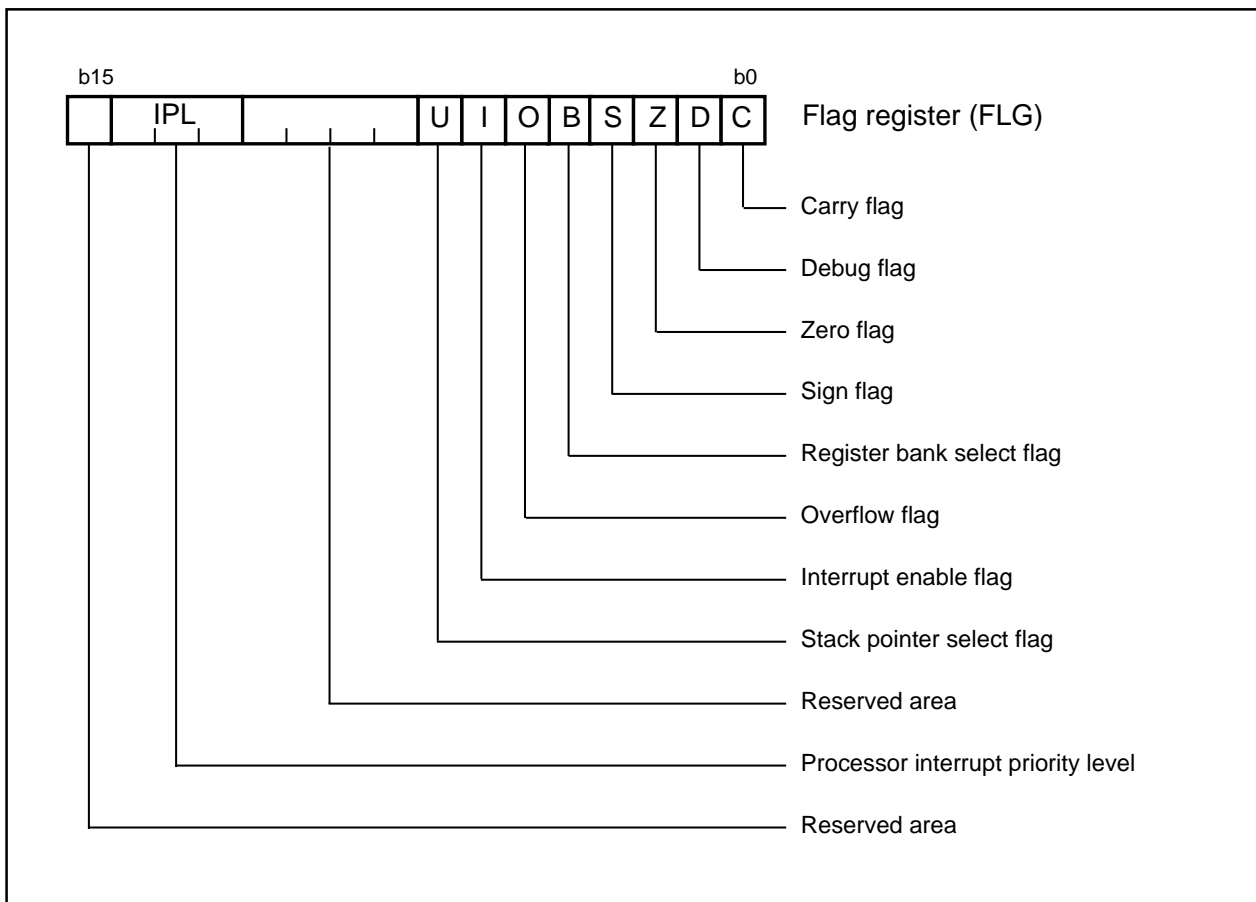 b15 b0
IPL U I O B S Z D C Flag register (FLG)
Carry flag
Debug flag
Zero flag
Sign flag
Register bank select flag
Overflow flag
Interrupt enable flag
Stack pointer select flag
Reserved area
Processor interrupt priority level
Reserved area